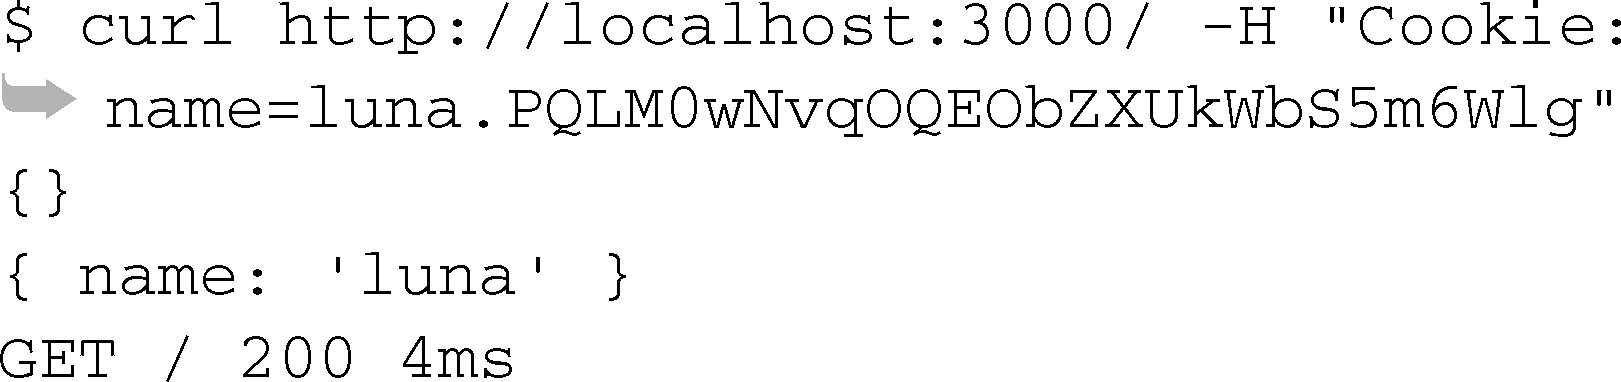 $ curl http://localhost:3000/ -H "Cookie:
name=luna.PQLM0wNvqOQEObZXUkWbS5m6Wlg"
{}
{ name: 'luna' }
GET / 200 4ms